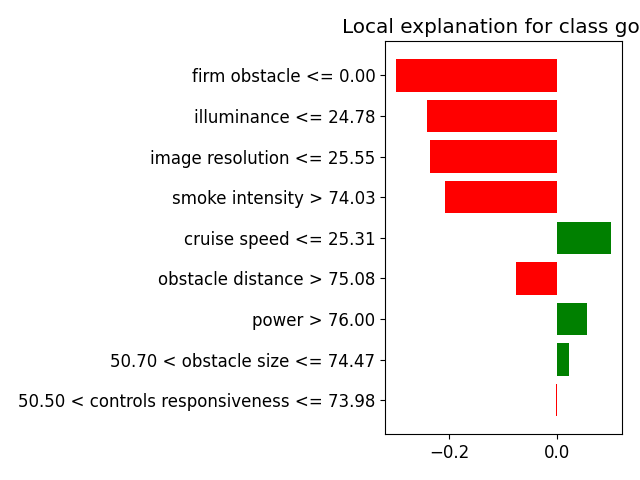 Local explanation for class go
firm obstacle <= 0.00
illuminance <= 24.78
image resolution <= 25.55
smoke intensity > 74.03
cruise speed <= 25.31
obstacle distance > 75.08
power > 76.00
50.70 < obstacle size <= 74.47
50.50 < controls responsiveness <= 73.98
−0.2 0.0